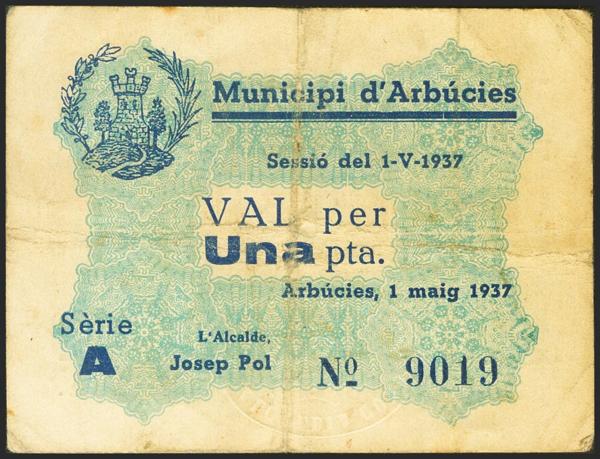 Municipi d'Arbúcies
Sessió del 1-V-1937
VAL per
Una pta.
Arbúcies, 1 maig 1937
Sèrie
A
L'Alcalde,
Josep Pol
Nº 9019